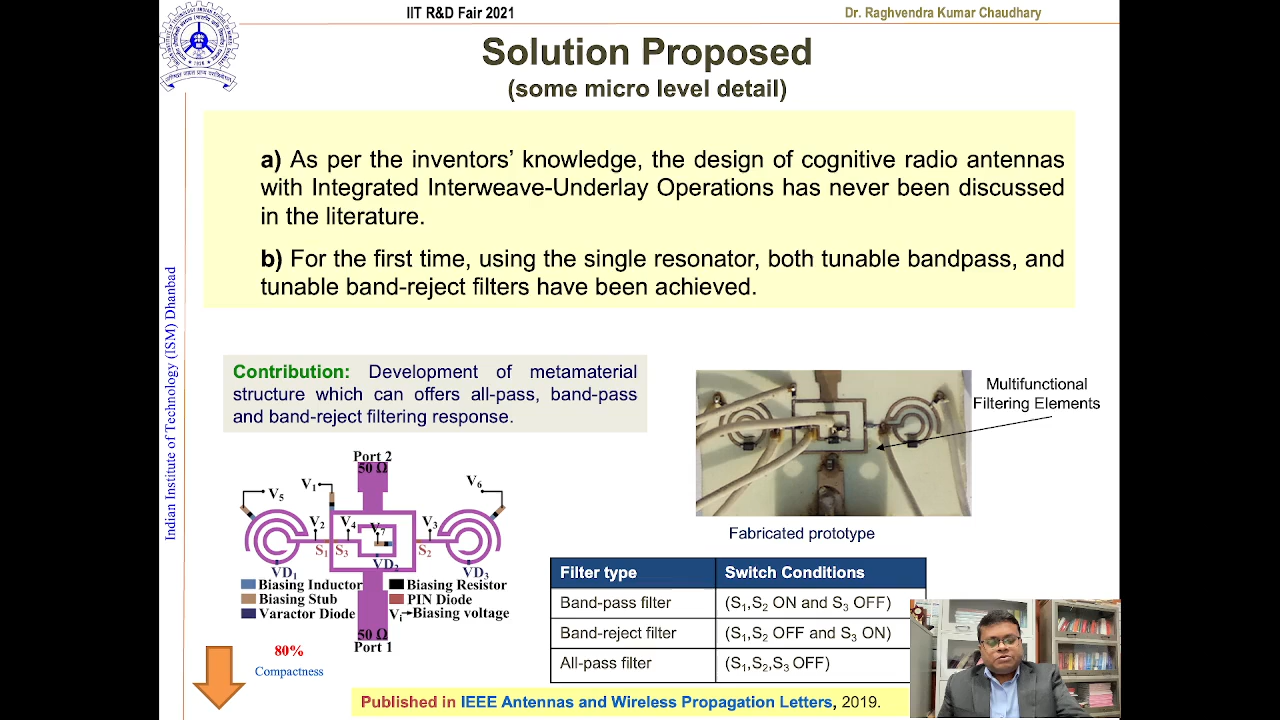 IIT R&D Fair 2021
Dr. Raghvendra Kumar Chaudhary
Solution Proposed
(some micro level detail)
a) As per the inventors’ knowledge, the design of cognitive radio antennas
with Integrated Interweave-Underlay Operations has never been discussed
in the literature.
b) For the first time, using the single resonator, both tunable bandpass, and
tunable band-reject filters have been achieved.
Indian Institute of Technology (ISM) Dhanbad
Contribution: Development of metamaterial
structure which can offers all-pass, band-pass
and band-reject filtering response.
Multifunctional
Filtering Elements
Fabricated prototype
Port 2
50 Ω
V1
V5
V6
V2
V4
V7
V3
S1
S3
S2
VD1
VD2
VD3
Biasing Inductor
Biasing Resistor
Biasing Stub
PIN Diode
Varactor Diode
Vi→Biasing voltage
50 Ω
Port 1
80%
Compactness
Filter type Switch Conditions
Band-pass filter (S1,S2 ON and S3 OFF)
Band-reject filter (S1,S2 OFF and S3 ON)
All-pass filter (S1,S2,S3 OFF)
Published in IEEE Antennas and Wireless Propagation Letters, 2019.